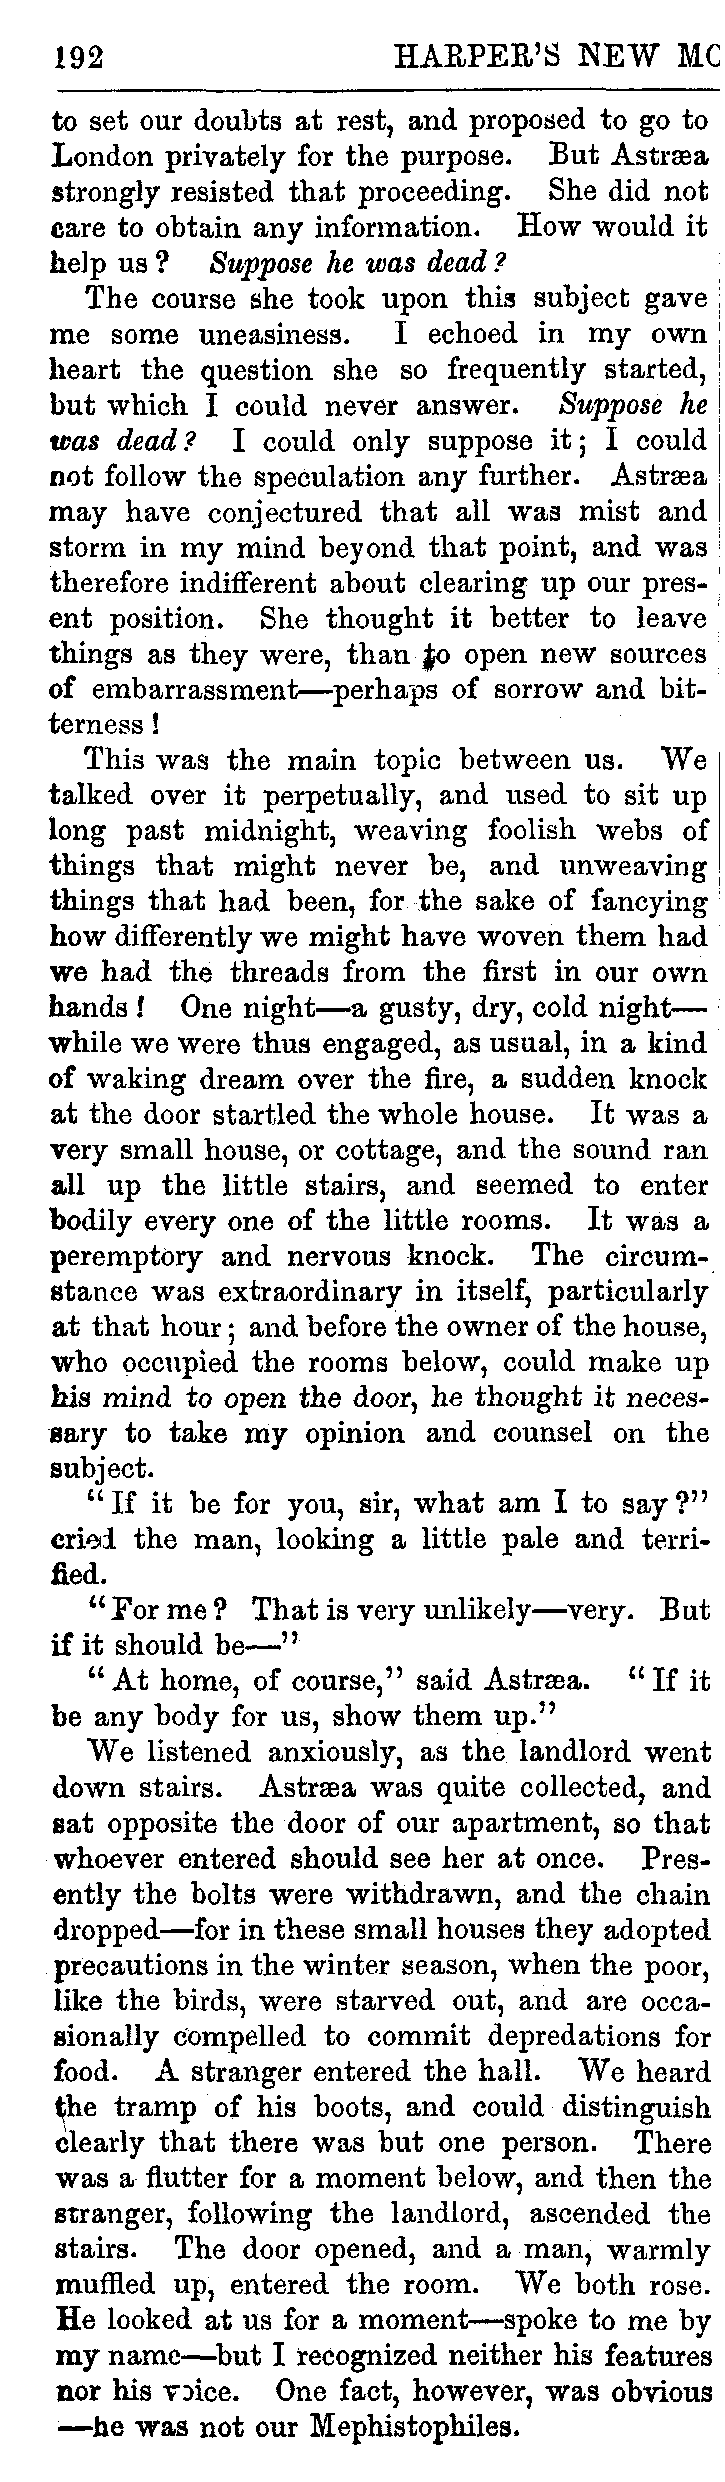 192 HARPER'S NEW MO
to set our doubts at rest, and proposed to go to
London privately for the purpose. But Astræa
strongly resisted that proceeding. She did not
care to obtain any information. How would it
help us? Suppose he was dead?
The course she took upon this subject gave
me some uneasiness. I echoed in my own
heart the question she so frequently started,
but which I could never answer. Suppose he
was dead? I could only suppose it; I could
not follow the speculation any further. Astræa
may have conjectured that all was mist and
storm in my mind beyond that point, and was
therefore indifferent about clearing up our pres-
ent position. She thought it better to leave
things as they were, than to open new sources
of embarrassment—perhaps of sorrow and bit-
terness!
This was the main topic between us. We
talked over it perpetually, and used to sit up
long past midnight, weaving foolish webs of
things that might never be, and unweaving
things that had been, for the sake of fancying
how differently we might have woven them had
we had the threads from the first in our own
hands! One night—a gusty, dry, cold night—
while we were thus engaged, as usual, in a kind
of waking dream over the fire, a sudden knock
at the door startled the whole house. It was a
very small house, or cottage, and the sound ran
all up the little stairs, and seemed to enter
bodily every one of the little rooms. It was a
peremptory and nervous knock. The circum-
stance was extraordinary in itself, particularly
at that hour; and before the owner of the house,
who occupied the rooms below, could make up
his mind to open the door, he thought it neces-
sary to take my opinion and counsel on the
subject.
"If it be for you, sir, what am I to say?"
cried the man, looking a little pale and terri-
fied.
"For me? That is very unlikely—very. But
if it should be—"
"At home, of course," said Astræa. "If it
be any body for us, show them up."
We listened anxiously, as the landlord went
down stairs. Astræa was quite collected, and
sat opposite the door of our apartment, so that
whoever entered should see her at once. Pres-
ently the bolts were withdrawn, and the chain
dropped—for in these small houses they adopted
precautions in the winter season, when the poor,
like the birds, were starved out, and are occa-
sionally compelled to commit depredations for
food. A stranger entered the hall. We heard
the tramp of his boots, and could distinguish
clearly that there was but one person. There
was a flutter for a moment below, and then the
stranger, following the landlord, ascended the
stairs. The door opened, and a man, warmly
muffled up, entered the room. We both rose.
He looked at us for a moment—spoke to me by
my name—but I recognized neither his features
nor his voice. One fact, however, was obvious
—he was not our Mephistophiles.